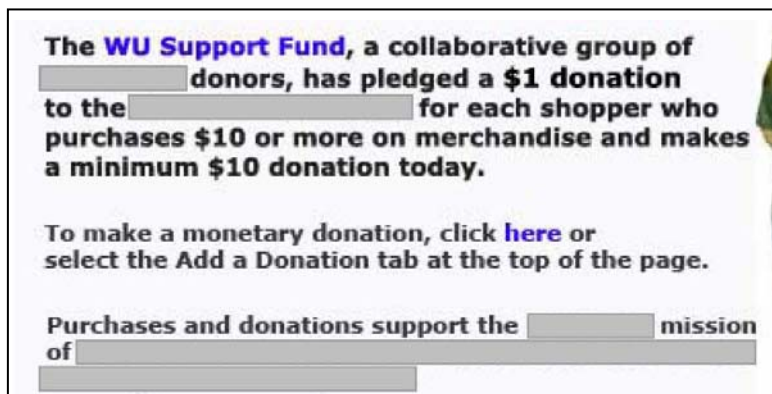 The WU Support Fund, a collaborative group of
donors, has pledged a $1 donation
to the for each shopper who
purchases $10 or more on merchandise and makes
a minimum $10 donation today.
To make a monetary donation, click here or
select the Add a Donation tab at the top of the page.
Purchases and donations support the mission
of